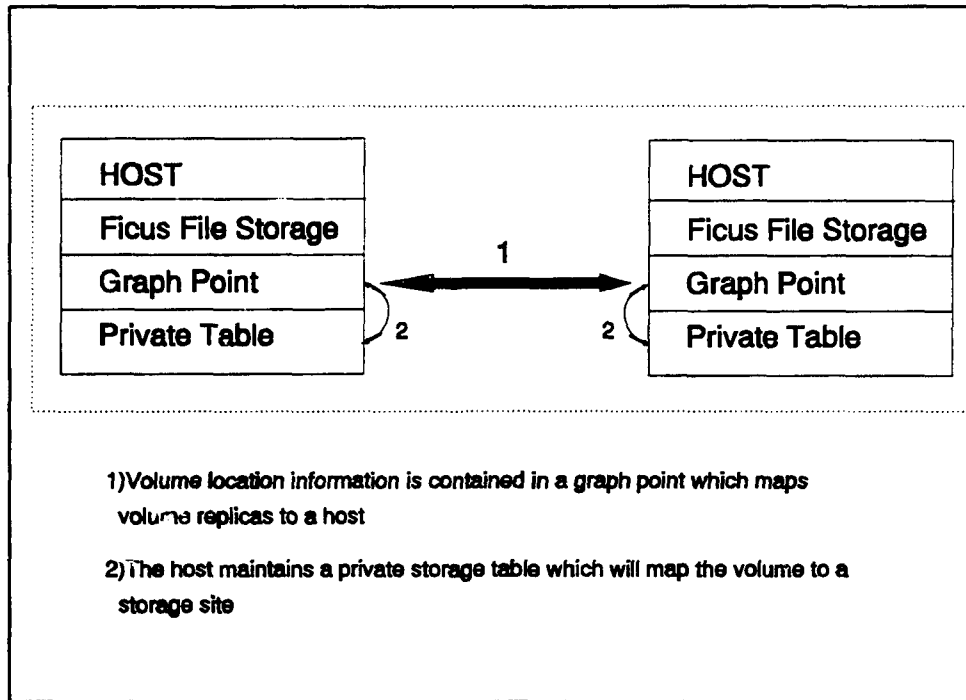 HOST
Ficus File Storage
Graph Point
Private Table
2
1
HOST
Ficus File Storage
Graph Point
Private Table
2
1)Volume location information is contained in a graph point which maps
volume replicas to a host
2)The host maintains a private storage table which will map the volume to a
storage site